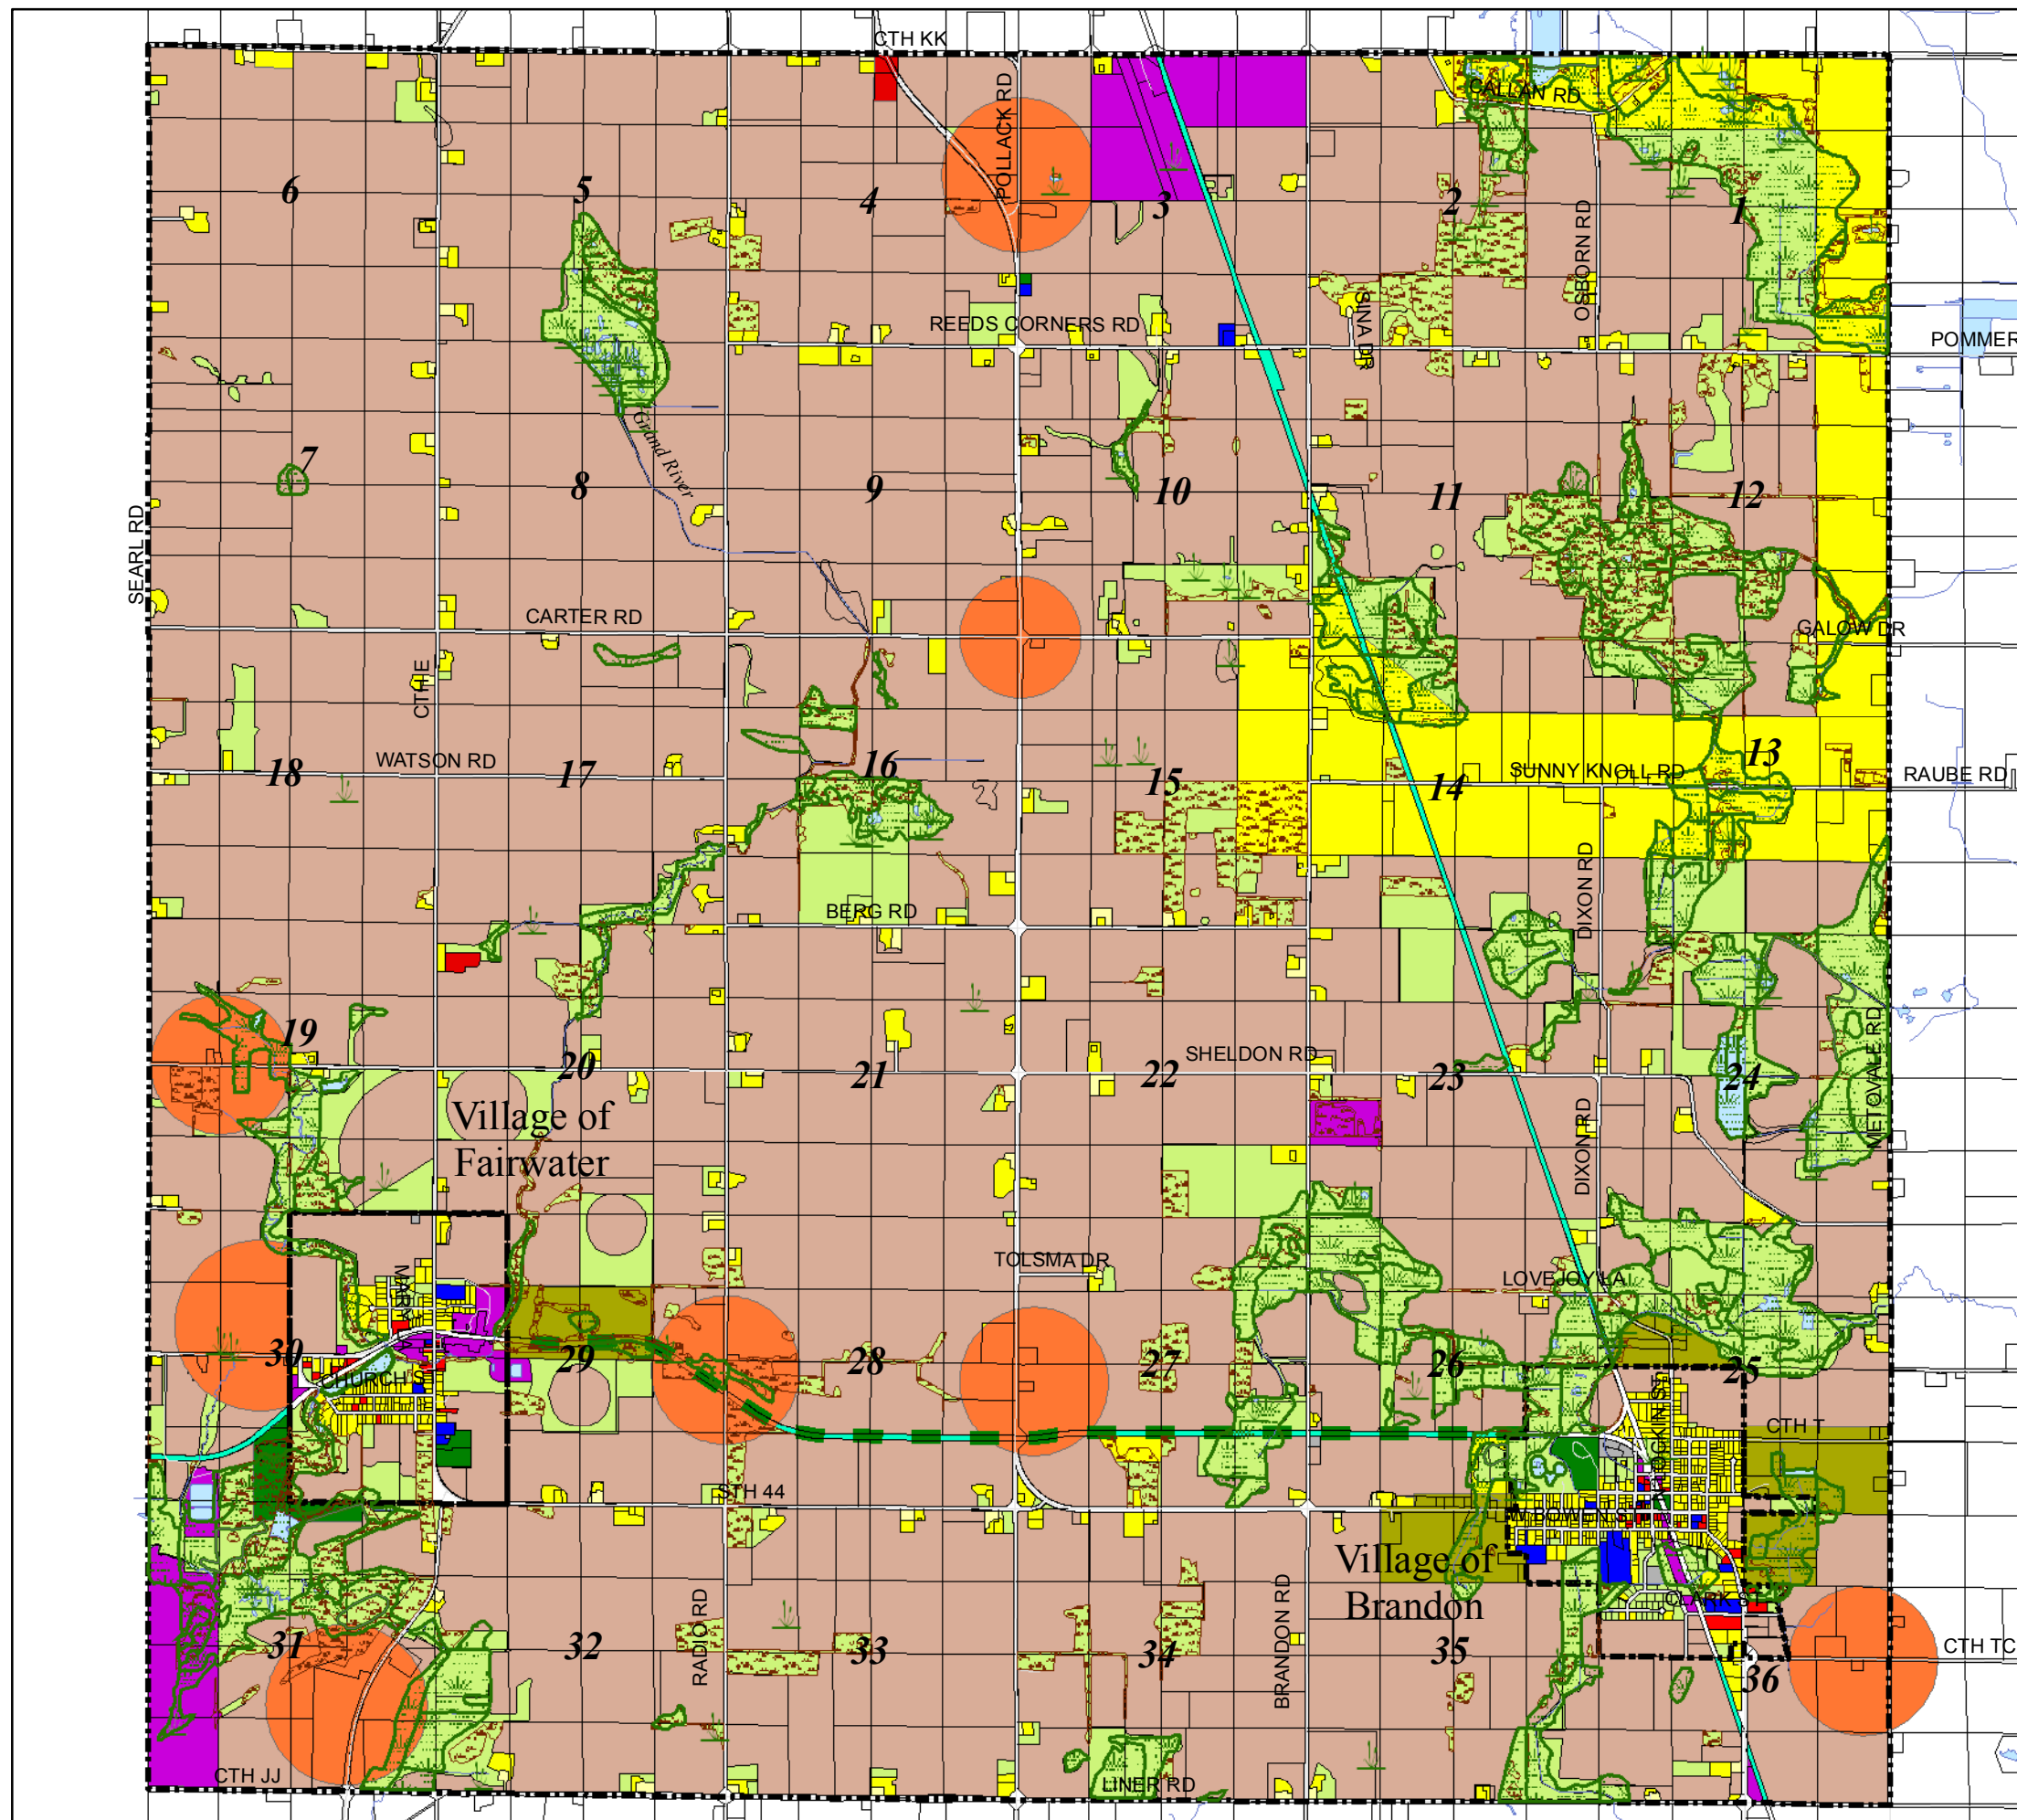 CTH KK
CALLAN RD
POLLACK RD
6
5
4
3
2
1
OSBORN RD
REEDS CORNERS RD
SINA DR
POMMER
Grand River
7
8
9
10
11
12
SEARL RD
CARTER RD
GALOW DR
CTH E
WATSON RD
18
17
16
15
14
13
SUNNY KNOLL RD
RAUBE RD
DIXON RD
BERG RD
19
20
21
22
23
24
SHELDON RD
METOVALE RD
Village of
Fairwater
DIXON RD
TOLSMA DR
LOVEJOY LA
MAIN
30
29
28
27
26
25
CHURCH ST
CTH T
STH 44
W BOWEN ST
Village of
Brandon
CLARK ST
RADIO RD
BRANDON RD
31
32
33
34
35
36
CTH TC
CTH JJ
LINER RD